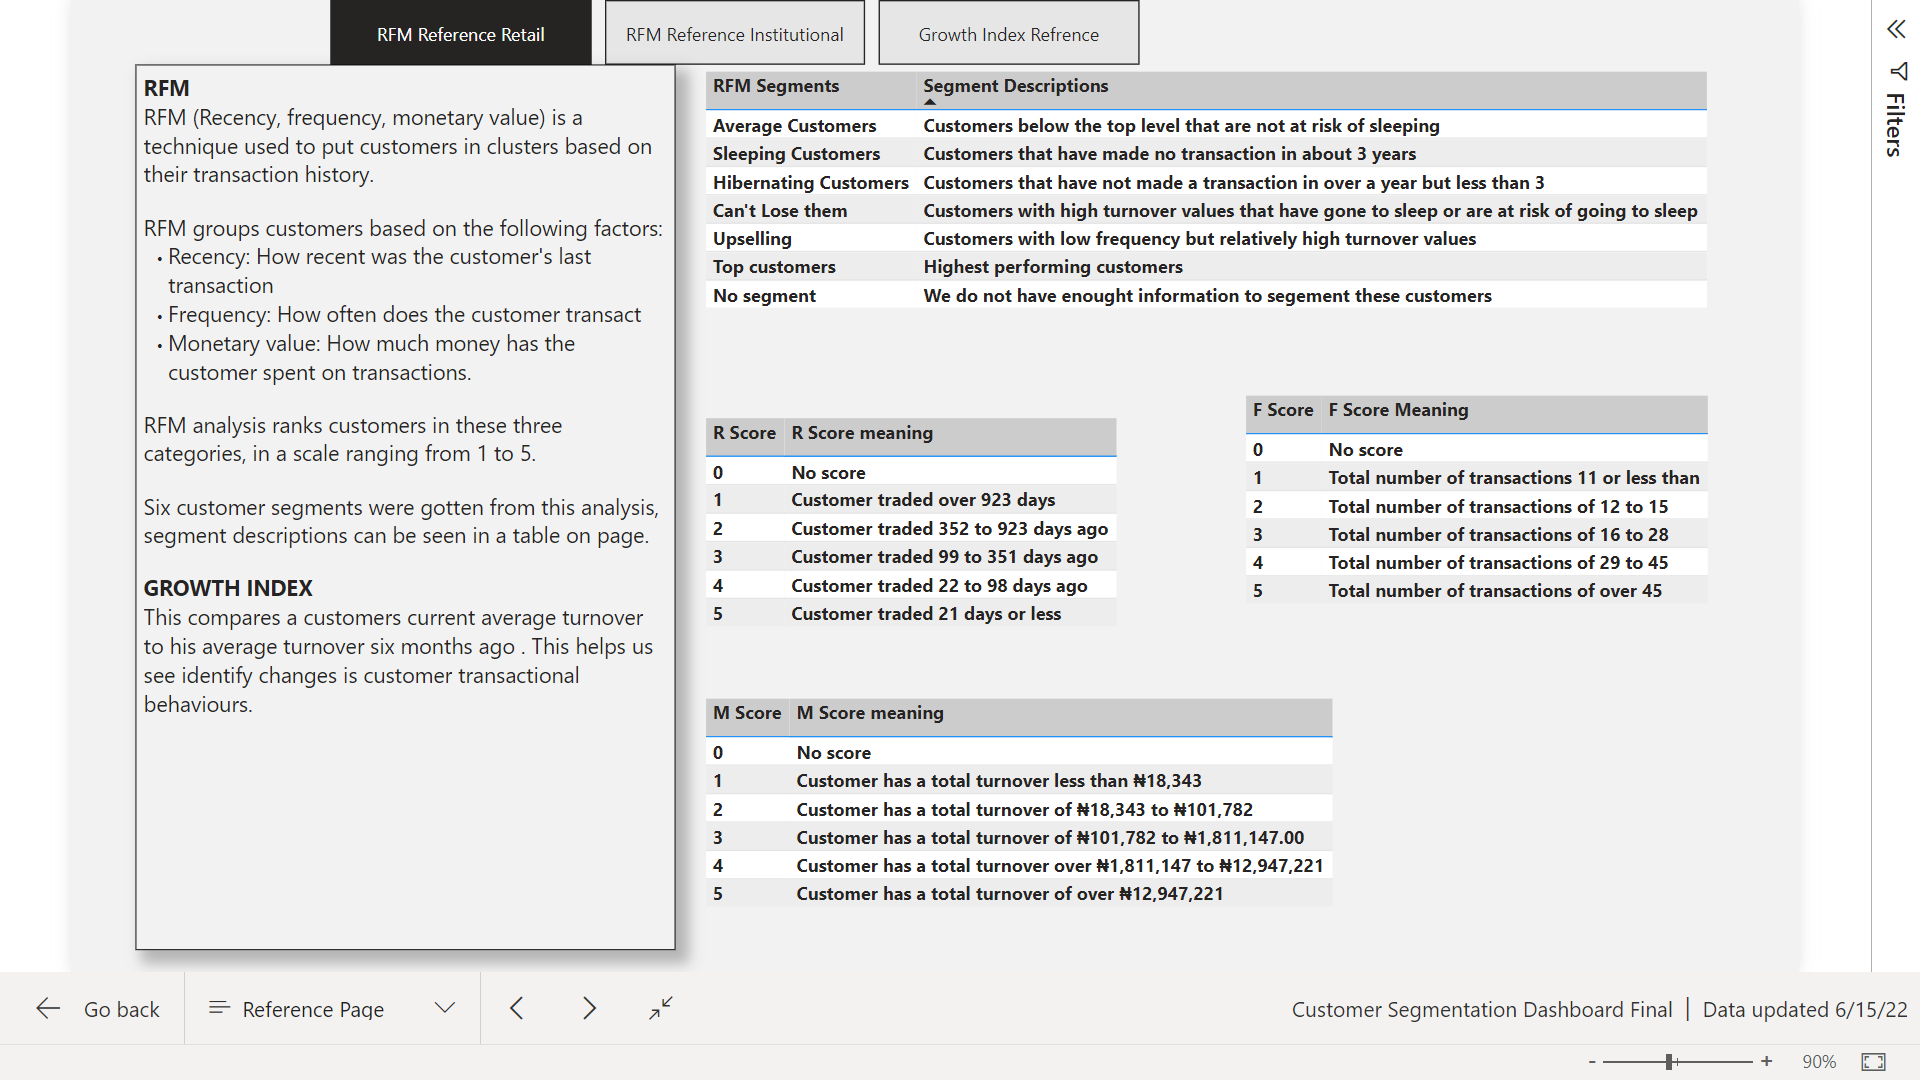 RFM Reference Retail
RFM Reference Institutional
Growth Index Refrence
RFM
RFM (Recency, frequency, monetary value) is a
technique used to put customers in clusters based on
their transaction history.
RFM groups customers based on the following factors:
• Recency: How recent was the customer's last
transaction
• Frequency: How often does the customer transact
• Monetary value: How much money has the
customer spent on transactions.
RFM analysis ranks customers in these three
categories, in a scale ranging from 1 to 5.
Six customer segments were gotten from this analysis,
segment descriptions can be seen in a table on page.
GROWTH INDEX
This compares a customers current average turnover
to his average turnover six months ago . This helps us
see identify changes is customer transactional
behaviours.
RFM Segments Segment Descriptions
Average Customers Customers below the top level that are not at risk of sleeping
Sleeping Customers Customers that have made no transaction in about 3 years
Hibernating Customers Customers that have not made a transaction in over a year but less than 3
Can't Lose them Customers with high turnover values that have gone to sleep or are at risk of going to sleep
Upselling Customers with low frequency but relatively high turnover values
Top customers Highest performing customers
No segment We do not have enought information to segement these customers
R Score R Score meaning
0 No score
1 Customer traded over 923 days
2 Customer traded 352 to 923 days ago
3 Customer traded 99 to 351 days ago
4 Customer traded 22 to 98 days ago
5 Customer traded 21 days or less
F Score F Score Meaning
0 No score
1 Total number of transactions 11 or less than
2 Total number of transactions of 12 to 15
3 Total number of transactions of 16 to 28
4 Total number of transactions of 29 to 45
5 Total number of transactions of over 45
M Score M Score meaning
0 No score
1 Customer has a total turnover less than ₦18,343
2 Customer has a total turnover of ₦18,343 to ₦101,782
3 Customer has a total turnover of ₦101,782 to ₦1,811,147.00
4 Customer has a total turnover over ₦1,811,147 to ₦12,947,221
5 Customer has a total turnover of over ₦12,947,221
Filters
Go back
Reference Page
Customer Segmentation Dashboard Final | Data updated 6/15/22
- + 90%